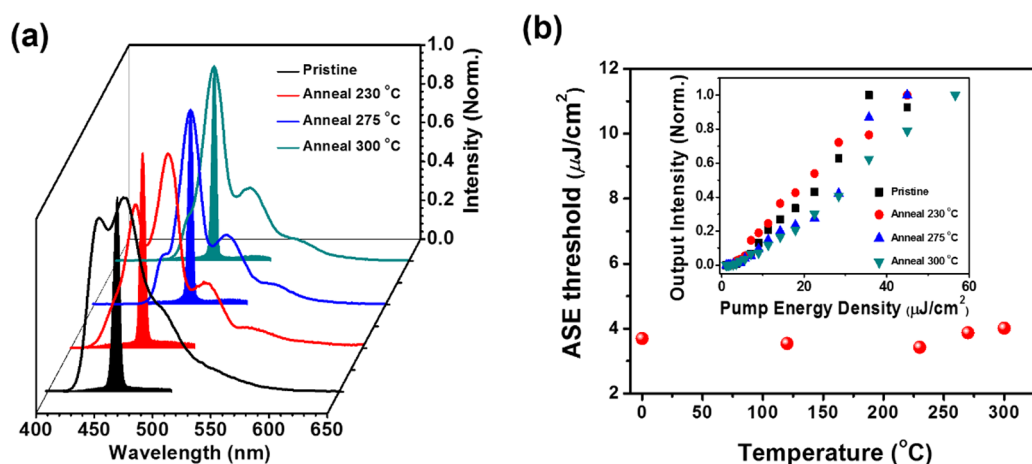 (a)
1.0
0.8
0.6
0.4
0.2
0.0
Intensity (Norm.)
Pristine
Anneal 230 °C
Anneal 275 °C
Anneal 300 °C
400 450 500 550 600 650
Wavelength (nm)
(b)
12
10
8
6
4
2
ASE threshold (μJ/cm²)
0 50 100 150 200 250 300
Temperature (°C)
1.0
0.8
0.6
0.4
0.2
0.0
Output Intensity (Norm.)
Pristine
Anneal 230 °C
Anneal 275 °C
Anneal 300 °C
0 20 40 60
Pump Energy Density (μJ/cm²)